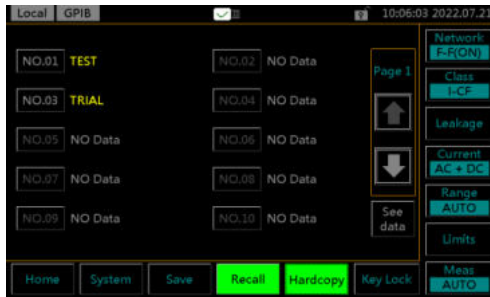 Local GPIB 10:06:03 2022.07.21
NO.01 TEST NO.02 NO Data
NO.03 TRIAL NO.04 NO Data
NO.05 NO Data NO.06 NO Data
NO.07 NO Data NO.08 NO Data
NO.09 NO Data NO.10 NO Data
Page 1
See
data
Network
F-F(ON)
Class
I-CF
Leakage
Current
AC + DC
Range
AUTO
Limits
Meas
AUTO
Home System Save Recall Hardcopy Key Lock